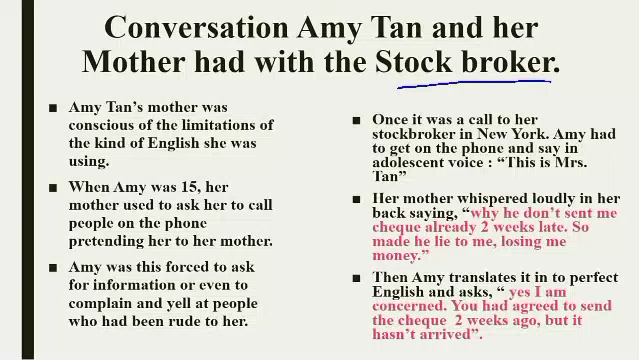 Conversation Amy Tan and her
Mother had with the Stock broker.
■ Amy Tan's mother was
conscious of the limitations of
the kind of English she was
using.
■ When Amy was 15, her
mother used to ask her to call
people on the phone
pretending her to her mother.
■ Amy was this forced to ask
for information or even to
complain and yell at people
who had been rude to her.
■ Once it was a call to her
stockbroker in New York. Amy had
to get on the phone and say in
adolescent voice : “This is Mrs.
Tan”
■ Her mother whispered loudly in her
back saying, “why he don't sent me
cheque already 2 weeks late. So
made he lie to me, losing me
money.”
■ Then Amy translates it in to perfect
English and asks, “ yes I am
concerned. You had agreed to send
the cheque 2 weeks ago, but it
hasn't arrived”.